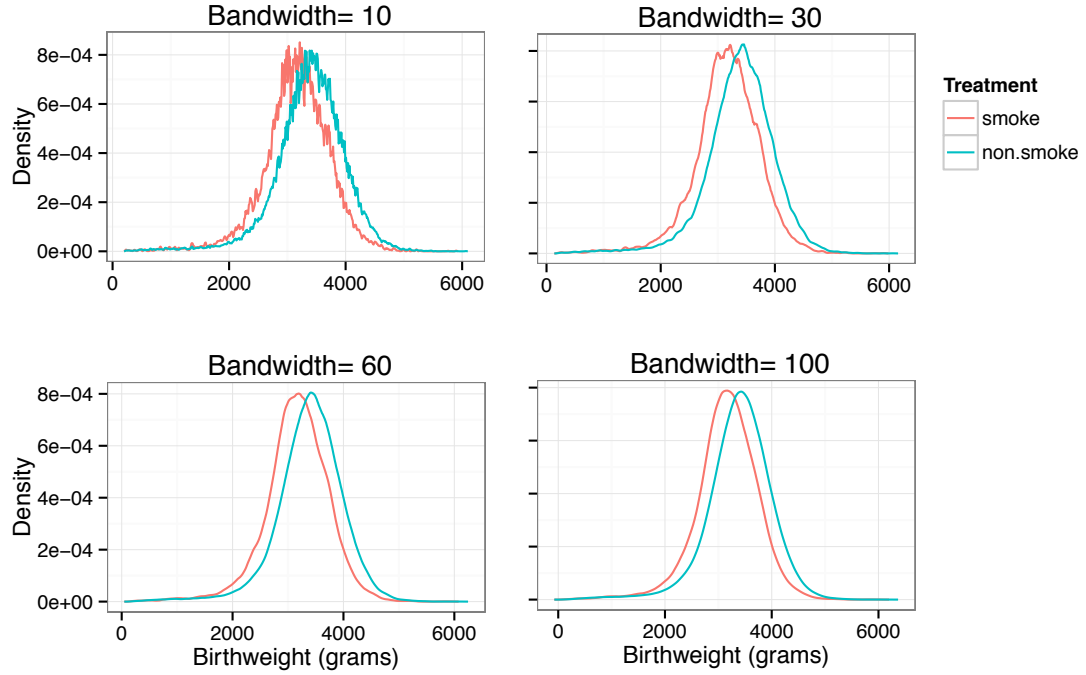 Bandwidth= 10
Bandwidth= 30
8e−04
6e−04
4e−04
2e−04
0e+00
Density
0 2000 4000 6000
0 2000 4000 6000
Treatment
smoke
non.smoke
Bandwidth= 60
Bandwidth= 100
8e−04
6e−04
4e−04
2e−04
0e+00
Density
0 2000 4000 6000
0 2000 4000 6000
Birthweight (grams)
Birthweight (grams)